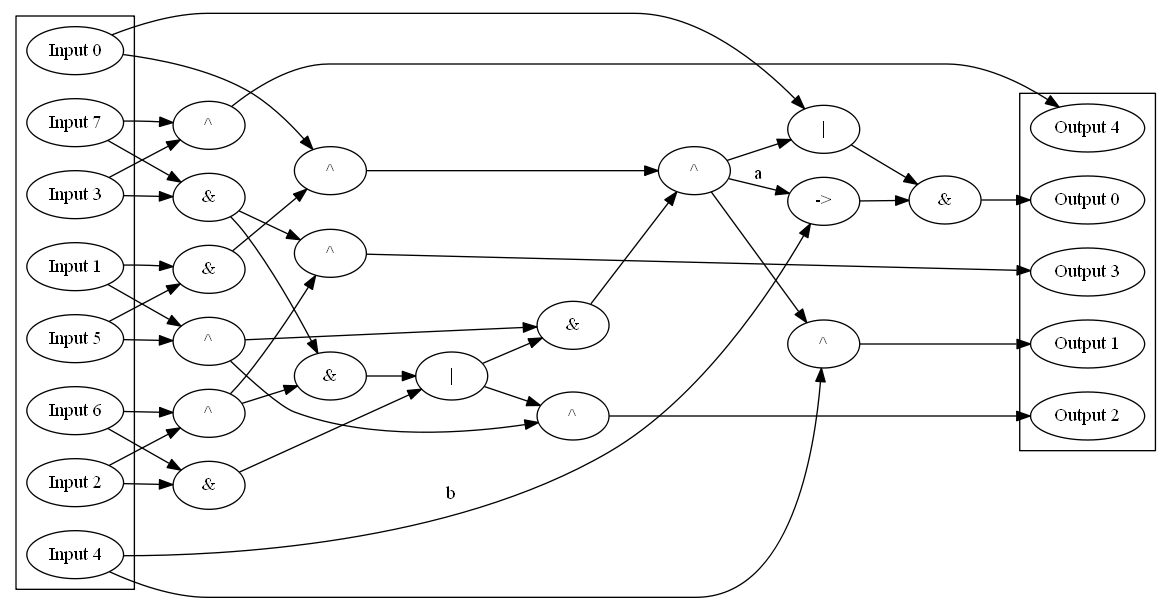 Input 0
Input 7
Input 3
Input 1
Input 5
Input 6
Input 2
Input 4
^
&
&
^
^
&
^
^
&
|
&
^
^
a
b
|
->
^
&
Output 4
Output 0
Output 3
Output 1
Output 2